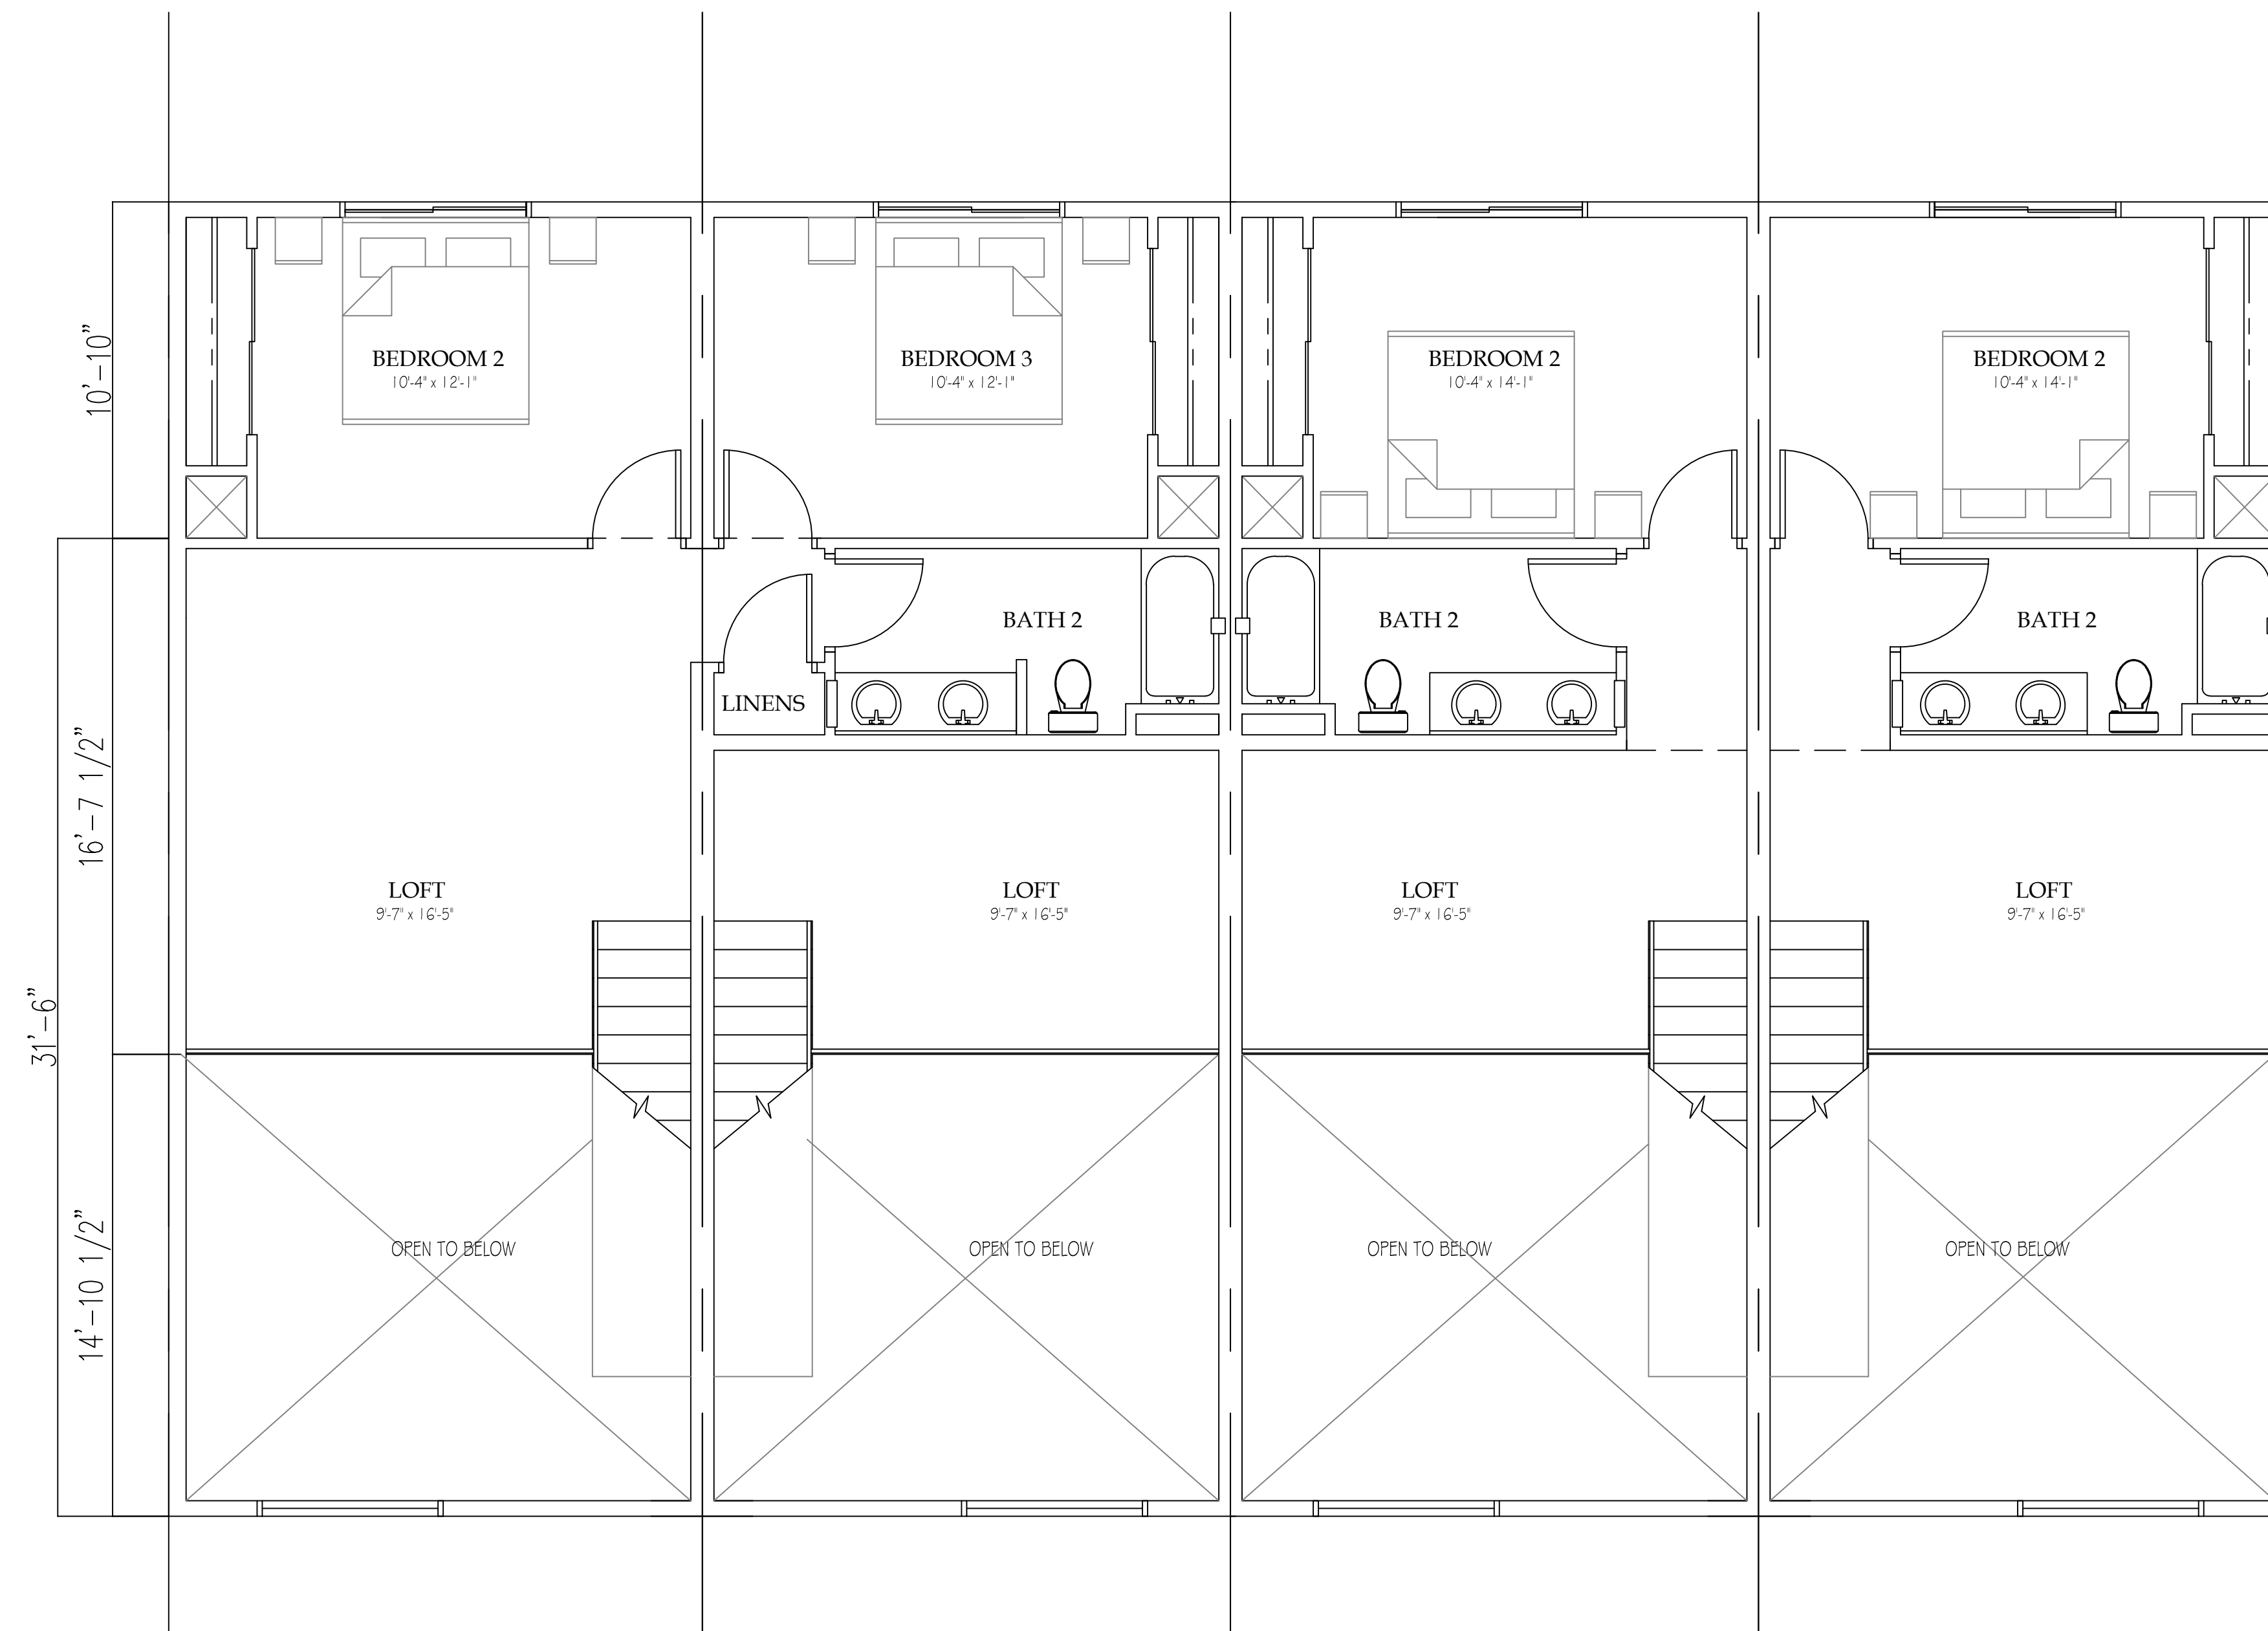 10'-10"
16'-7 1/2"
31'-6"
14'-10 1/2"
BEDROOM 2
10'-4" x 12'-1"
BEDROOM 3
10'-4" x 12'-1"
BEDROOM 2
10'-4" x 14'-1"
BEDROOM 2
10'-4" x 14'-1"
BATH 2
BATH 2
BATH 2
LINENS
LOFT
9'-7" x 16'-5"
LOFT
9'-7" x 16'-5"
LOFT
9'-7" x 16'-5"
LOFT
9'-7" x 16'-5"
OPEN TO BELOW
OPEN TO BELOW
OPEN TO BELOW
OPEN TO BELOW